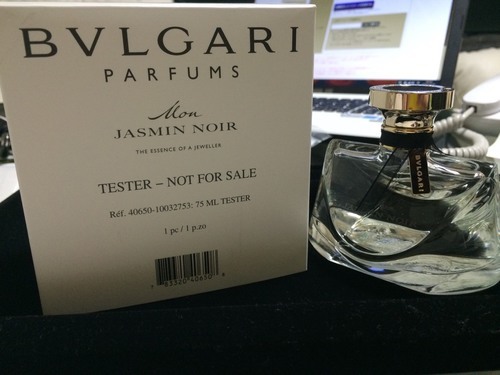 BVLGARI
PARFUMS
Mon
JASMIN NOIR
THE ESSENCE OF A JEWELLER
TESTER – NOT FOR SALE
Réf. 40650-10032753: 75 ML TESTER
1 pc / 1 p.zo
BVLGARI